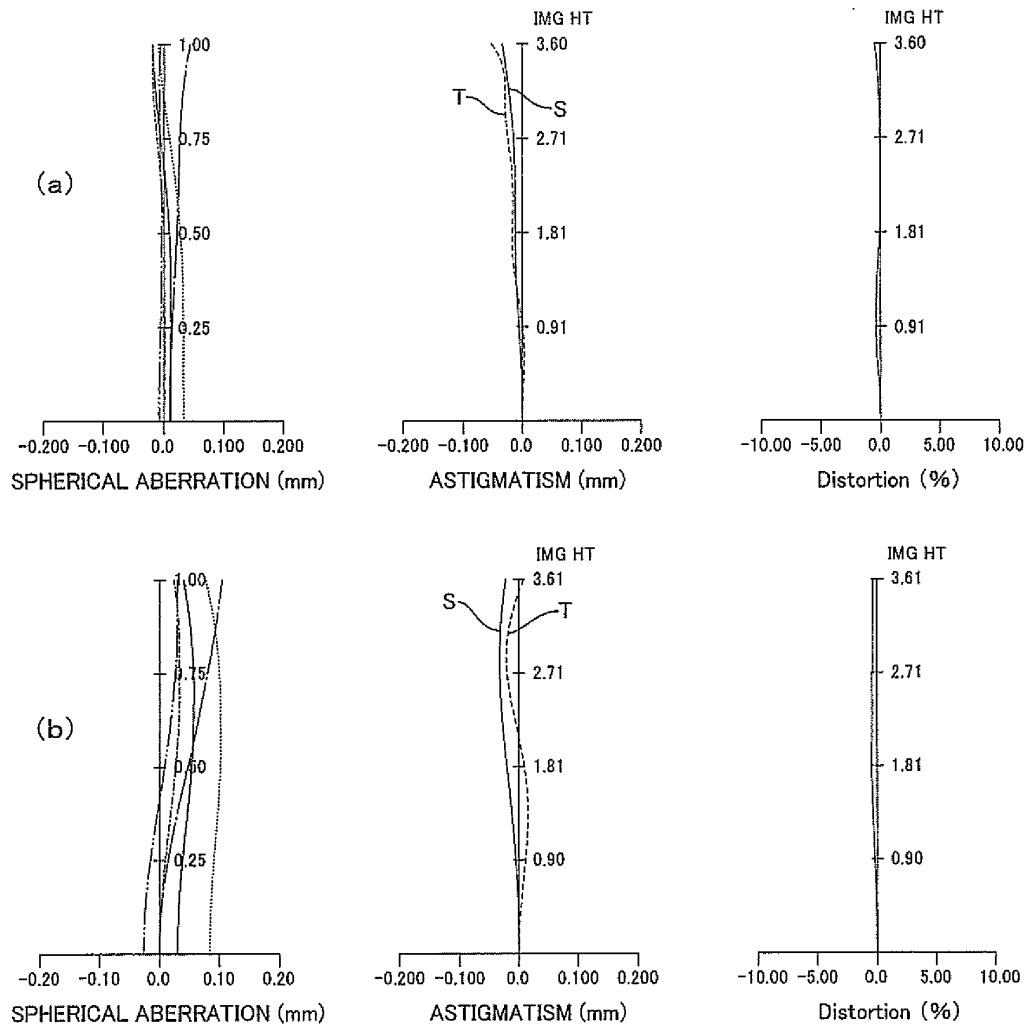 IMG HT
IMG HT
1.00
3.60
3.60
T
S
0.75
2.71
2.71
(a)
0.50
1.81
1.81
0.25
0.91
0.91
-0.200 -0.100 0.0 0.100 0.200
-0.200 -0.100 0.0 0.100 0.200
-10.00 -5.00 0.0 5.00 10.00
SPHERICAL ABERRATION (mm)
ASTIGMATISM (mm)
Distortion (%)
IMG HT
IMG HT
1.00
3.61
3.61
S
T
0.75
2.71
2.71
(b)
0.50
1.81
1.81
0.25
0.90
0.90
-0.20 -0.10 0.0 0.10 0.20
-0.200 -0.100 0.0 0.100 0.200
-10.00 -5.00 0.0 5.00 10.00
SPHERICAL ABERRATION (mm)
ASTIGMATISM (mm)
Distortion (%)